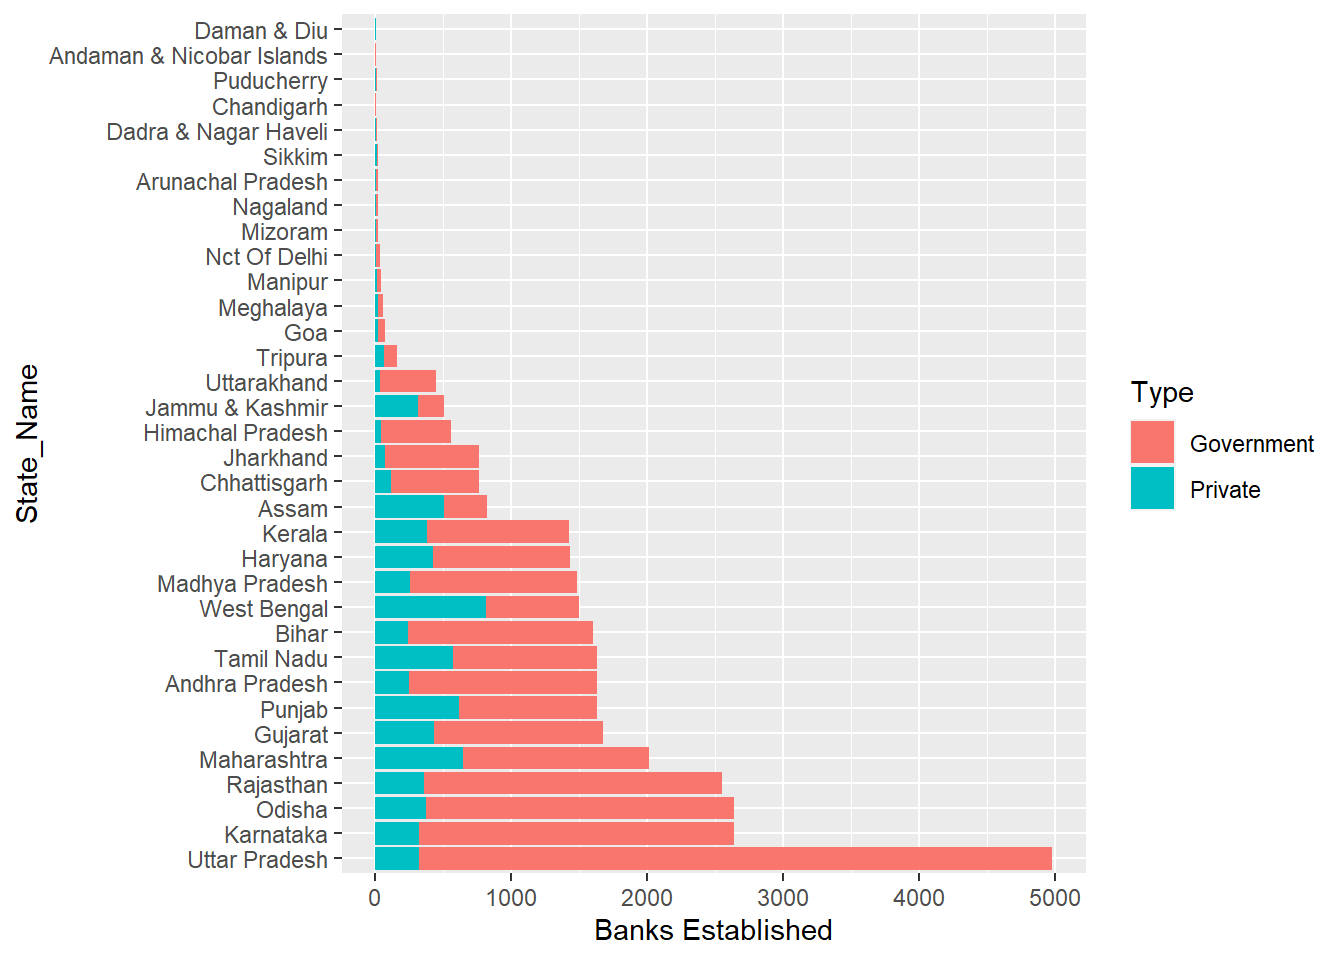 Daman & Diu
Andaman & Nicobar Islands
Puducherry
Chandigarh
Dadra & Nagar Haveli
Sikkim
Arunachal Pradesh
Nagaland
Mizoram
Nct Of Delhi
Manipur
Meghalaya
Goa
Tripura
Uttarakhand
Jammu & Kashmir
Himachal Pradesh
Jharkhand
Chhattisgarh
Assam
Kerala
Haryana
Madhya Pradesh
West Bengal
Bihar
Tamil Nadu
Andhra Pradesh
Punjab
Gujarat
Maharashtra
Rajasthan
Odisha
Karnataka
Uttar Pradesh
State_Name
0 1000 2000 3000 4000 5000
Banks Established
Type
Government
Private